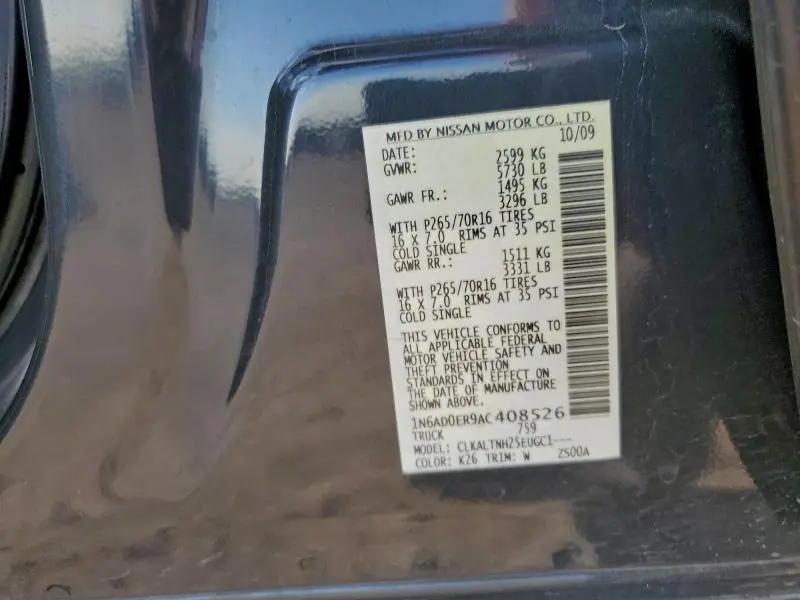 MFD BY NISSAN MOTOR CO., LTD.
DATE: 10/09
GVWR: 2599 KG
5730 LB
GAWR FR.: 1495 KG
3296 LB
WITH P265/70R16 TIRES
16 X 7.0 RIMS AT 35 PSI
COLD SINGLE
GAWR RR.: 1511 KG
3331 LB
WITH P265/70R16 TIRES
16 X 7.0 RIMS AT 35 PSI
COLD SINGLE
THIS VEHICLE CONFORMS TO
ALL APPLICABLE FEDERAL
MOTOR VEHICLE SAFETY AND
THEFT PREVENTION
STANDARDS IN EFFECT ON
THE DATE OF MANUFACTURE
SHOWN ABOVE.
1N6AD0ER9AC408526
TRUCK 759
MODEL: CLKALTNH25EUGC1---
COLOR: K26 TRIM: W ZS00A